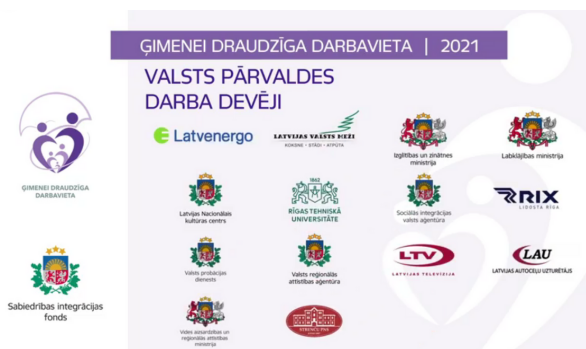 ĢIMENEI DRAUDZĪGA DARBAVIETA | 2021
VALSTS PĀRVALDES
DARBA DEVĒJI
ĢIMENEI DRAUDZĪGA
DARBAVIETA
Sabiedrības integrācijas
fonds
Latvenergo
LATVIJAS VALSTS MEŽI
KOKSNE - STĀDI - ATPŪTA
Izglītības un zinātnes
ministrija
Labklājības ministrija
Latvijas Nacionālais
kultūras centrs
1862
RĪGAS TEHNISKĀ
UNIVERSITĀTE
Sociālās integrācijas
valsts aģentūra
RIX
LIDOSTA RĪGA
Valsts probācijas
dienests
Valsts reģionālās
attīstības aģentūra
LTV
LATVIJAS TELEVĪZIJA
LAU
LATVIJAS AUTOCEĻU UZTURĒTĀJS
Vides aizsardzības un
reģionālās attīstības
ministrija